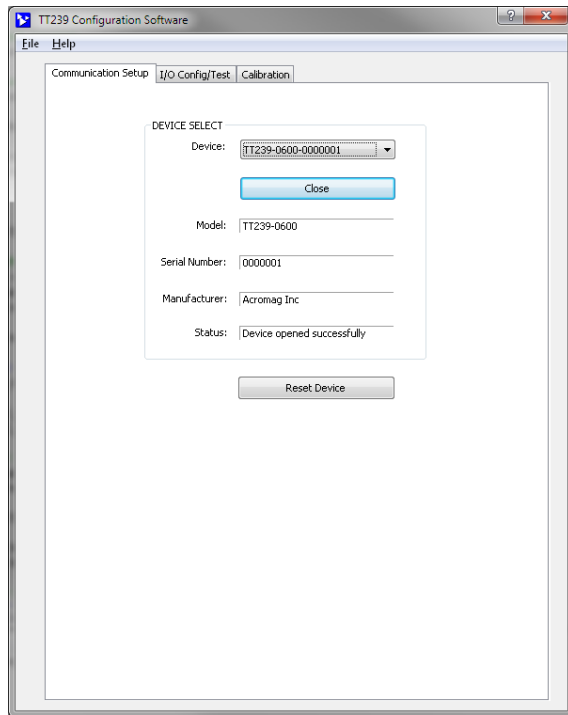 TT239 Configuration Software
File Help
Communication Setup I/O Config/Test Calibration
DEVICE SELECT
Device: TT239-0600-0000001
Close
Model: TT239-0600
Serial Number: 0000001
Manufacturer: Acromag Inc
Status: Device opened successfully
Reset Device